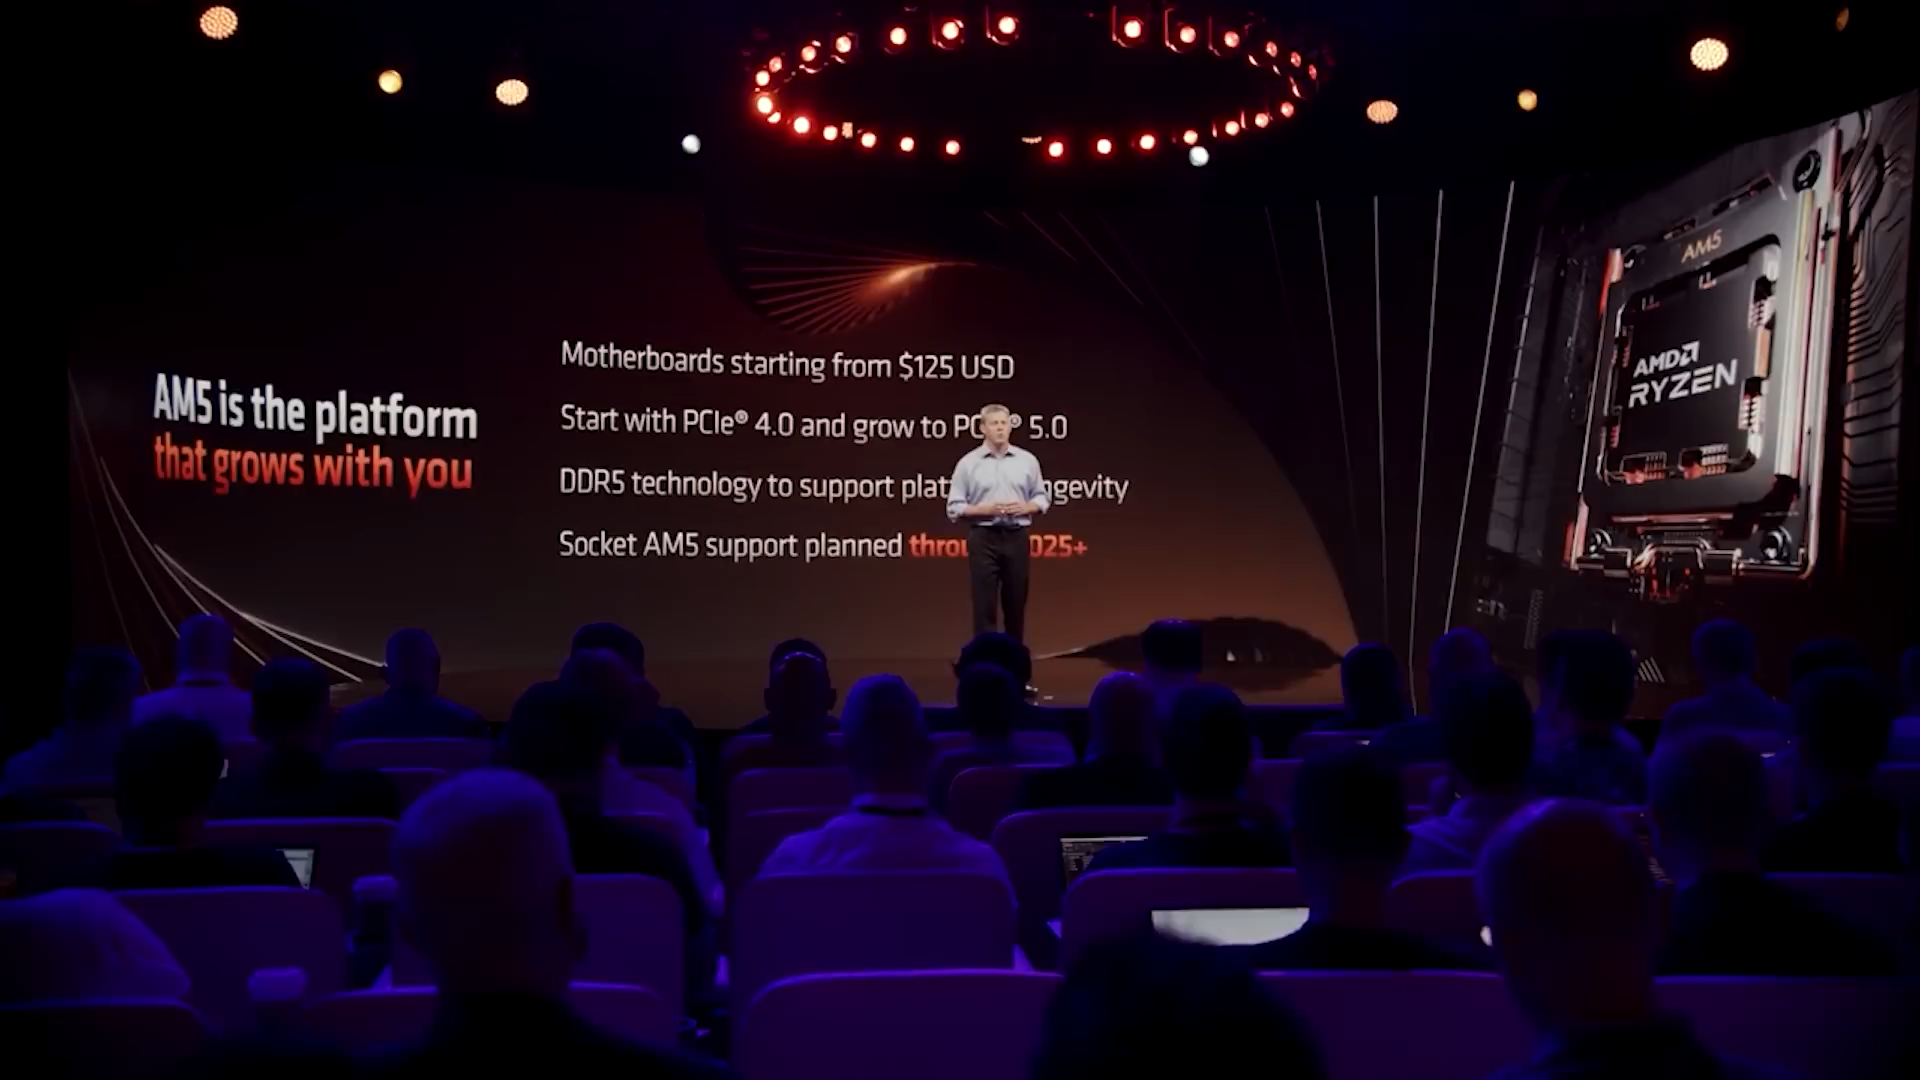 AM5 is the platform
that grows with you
Motherboards starting from $125 USD
Start with PCIe® 4.0 and grow to PC ® 5.0
DDR5 technology to support
Socket AM5 support planned
AM5
AMD
RYZEN